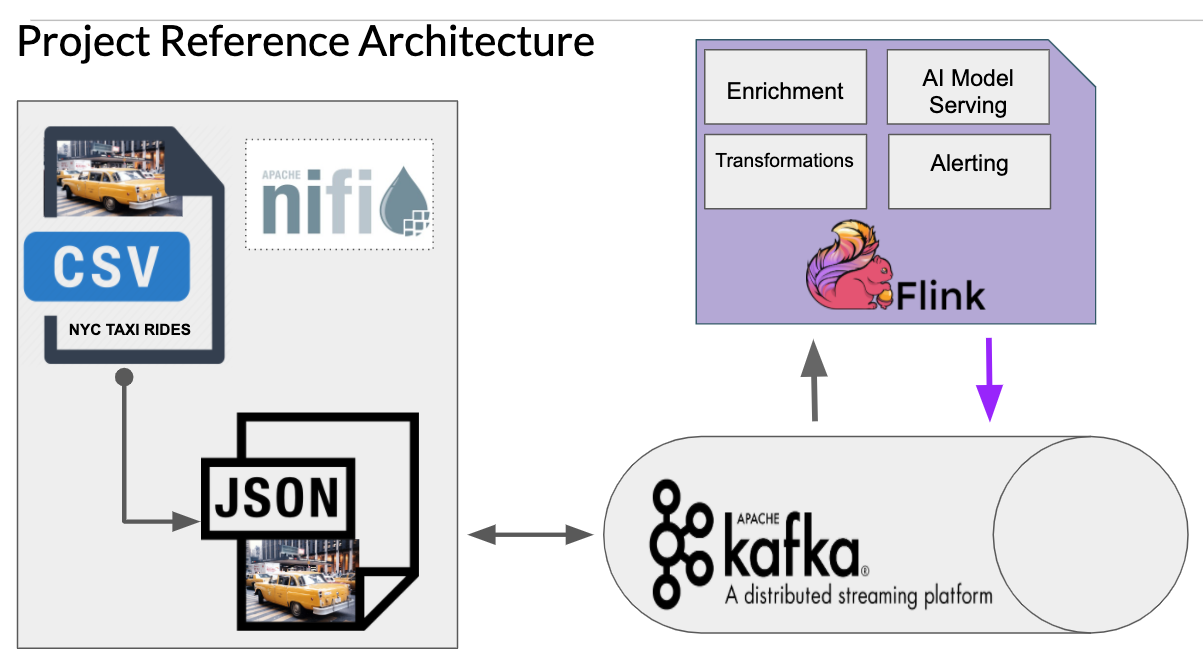 Project Reference Architecture
CSV
NYC TAXI RIDES
APACHE
nifi
JSON
Enrichment
AI Model
Serving
Transformations
Alerting
Flink
APACHE
kafka®
A distributed streaming platform